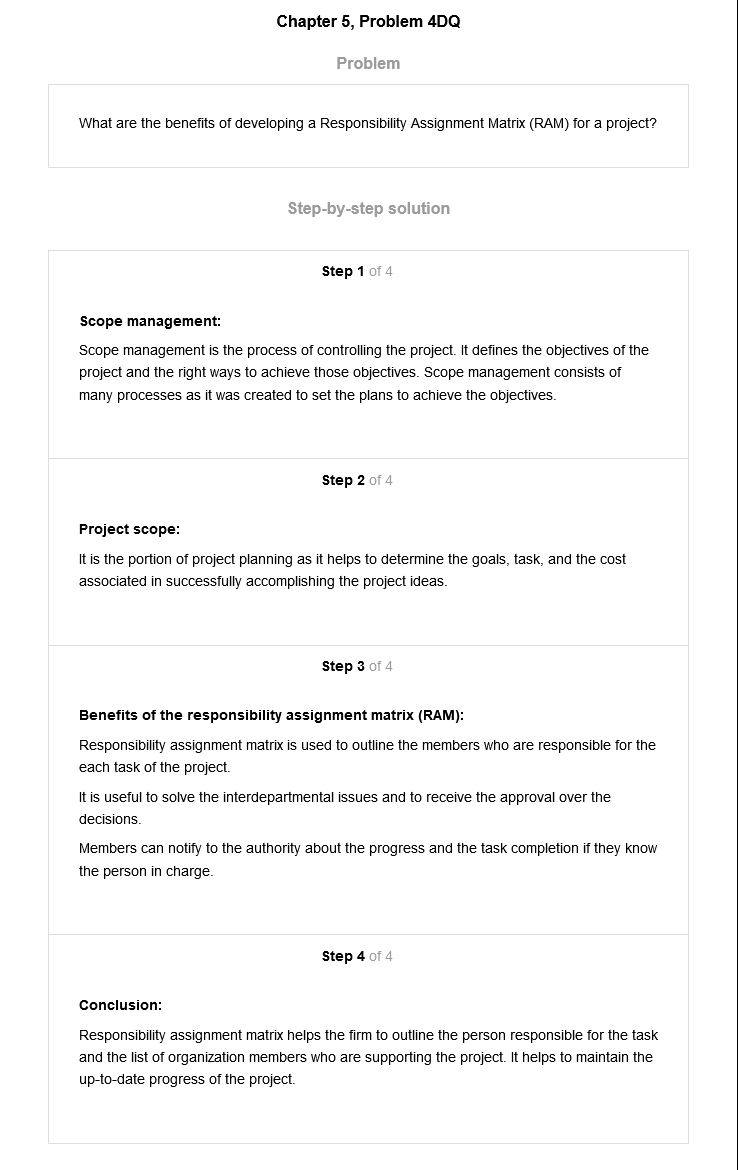 Chapter 5, Problem 4DQ
Problem
What are the benefits of developing a Responsibility Assignment Matrix (RAM) for a project?
Step-by-step solution
Step 1 of 4
Scope management:
Scope management is the process of controlling the project. It defines the objectives of the
project and the right ways to achieve those objectives. Scope management consists of
many processes as it was created to set the plans to achieve the objectives.
Step 2 of 4
Project scope:
It is the portion of project planning as it helps to determine the goals, task, and the cost
associated in successfully accomplishing the project ideas.
Step 3 of 4
Benefits of the responsibility assignment matrix (RAM):
Responsibility assignment matrix is used to outline the members who are responsible for the
each task of the project.
It is useful to solve the interdepartmental issues and to receive the approval over the
decisions.
Members can notify to the authority about the progress and the task completion if they know
the person in charge.
Step 4 of 4
Conclusion:
Responsibility assignment matrix helps the firm to outline the person responsible for the task
and the list of organization members who are supporting the project. It helps to maintain the
up-to-date progress of the project.